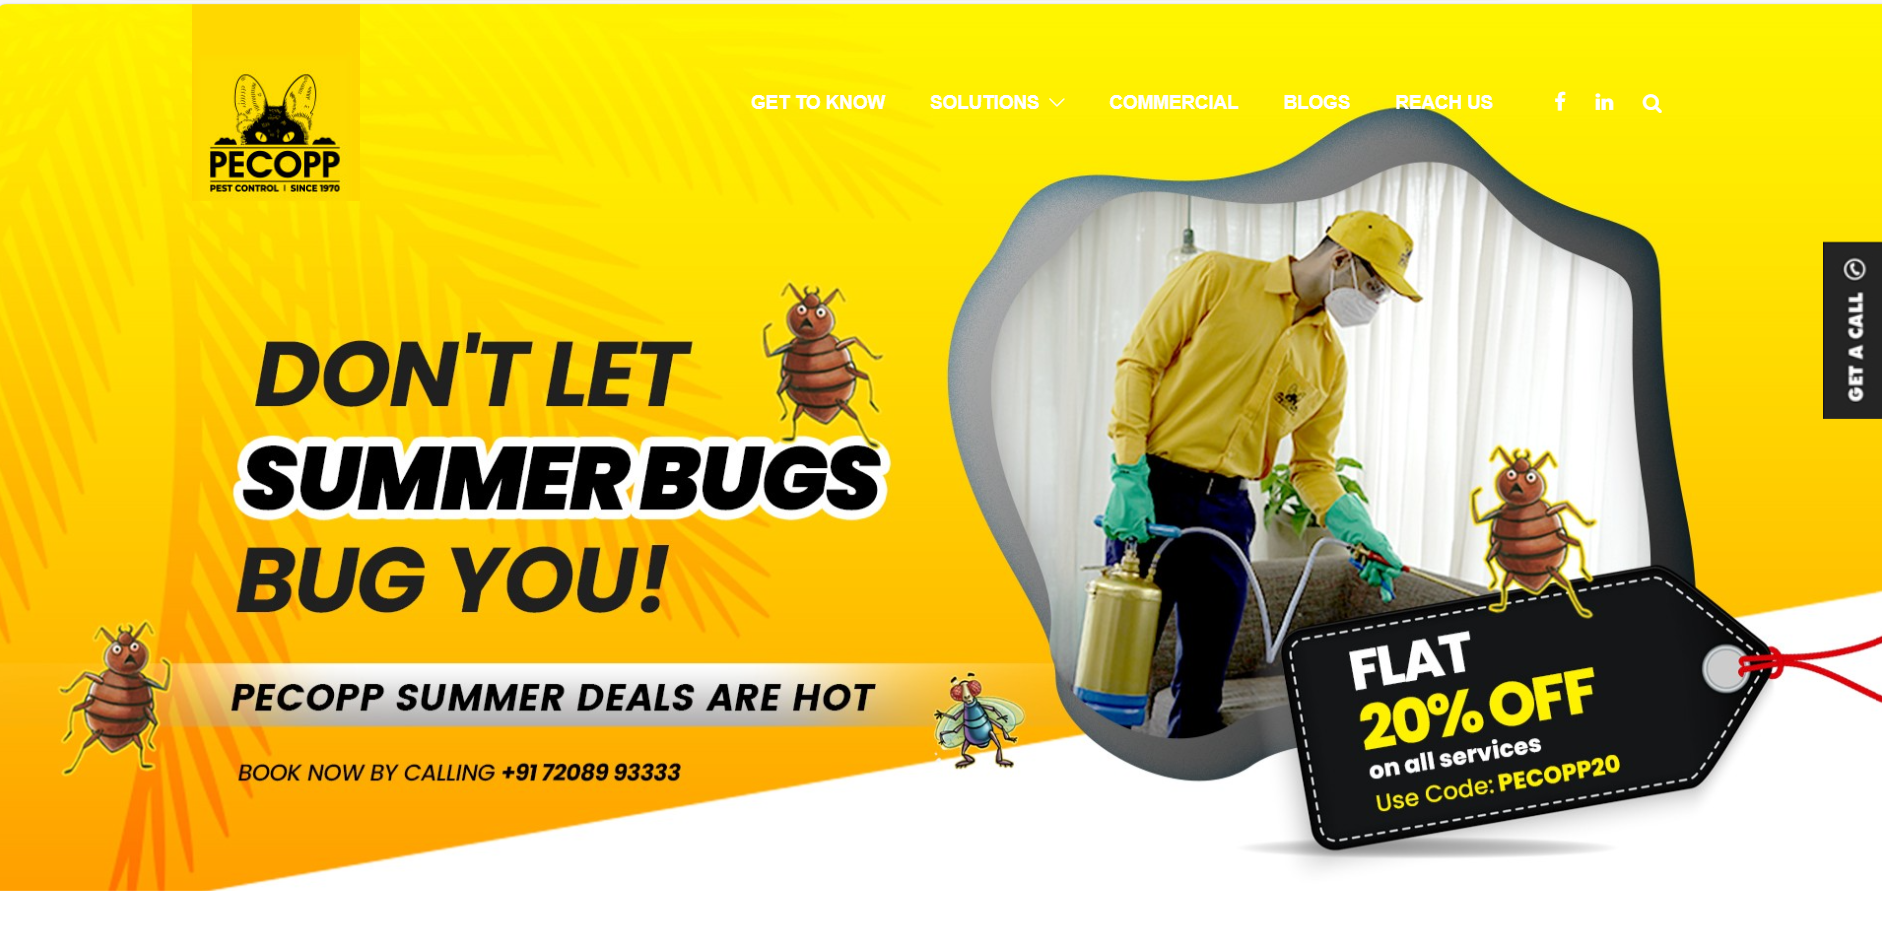 PECOPP
PEST CONTROL | SINCE 1970
GET TO KNOW
SOLUTIONS
COMMERCIAL
BLOGS
REACH US
DON'T LET
SUMMER BUGS
BUG YOU!
PECOPP SUMMER DEALS ARE HOT
BOOK NOW BY CALLING +91 72089 93333
FLAT
20% OFF
on all services
Use Code: PECOPP20
GET A CALL